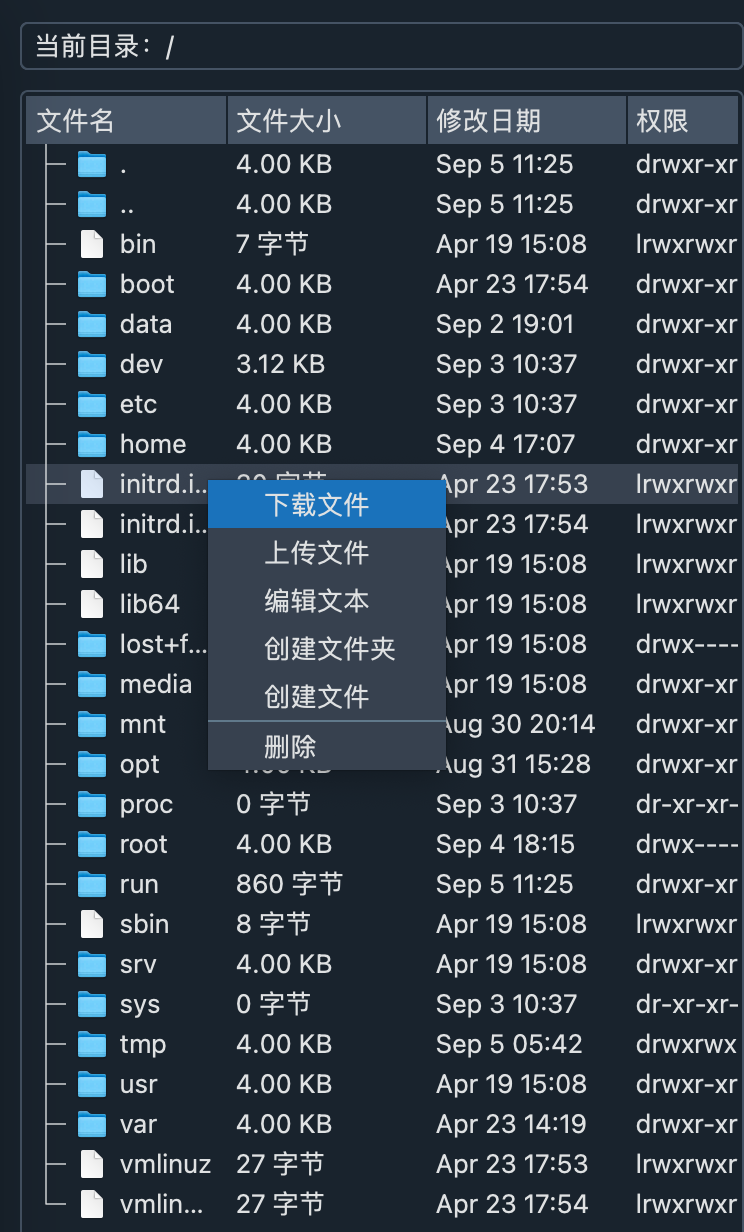 当前目录：/
文件名 文件大小 修改日期 权限
. 4.00 KB Sep 5 11:25 drwxr-xr
.. 4.00 KB Sep 5 11:25 drwxr-xr
bin 7 字节 Apr 19 15:08 lrwxrwxr
boot 4.00 KB Apr 23 17:54 drwxr-xr
data 4.00 KB Sep 2 19:01 drwxr-xr
dev 3.12 KB Sep 3 10:37 drwxr-xr
etc 4.00 KB Sep 3 10:37 drwxr-xr
home 4.00 KB Sep 4 17:07 drwxr-xr
initrd.i... Apr 23 17:53 lrwxrwxr
下载文件
initrd.i... Apr 23 17:54 lrwxrwxr
上传文件
lib Apr 19 15:08 lrwxrwxr
编辑文本
lib64 Apr 19 15:08 lrwxrwxr
创建文件夹
lost+f... Apr 19 15:08 drwx----
media Apr 19 15:08 drwxr-xr
创建文件
mnt Aug 30 20:14 drwxr-xr
删除
opt Aug 31 15:28 drwxr-xr
proc 0 字节 Sep 3 10:37 dr-xr-xr-
root 4.00 KB Sep 4 18:15 drwx----
run 860 字节 Sep 5 11:25 drwxr-xr
sbin 8 字节 Apr 19 15:08 lrwxrwxr
srv 4.00 KB Apr 19 15:08 drwxr-xr
sys 0 字节 Sep 3 10:37 dr-xr-xr-
tmp 4.00 KB Sep 5 05:42 drwxrwx
usr 4.00 KB Apr 19 15:08 drwxr-xr
var 4.00 KB Apr 23 14:19 drwxr-xr
vmlinuz 27 字节 Apr 23 17:53 lrwxrwxr
vmlin... 27 字节 Apr 23 17:54 lrwxrwxr